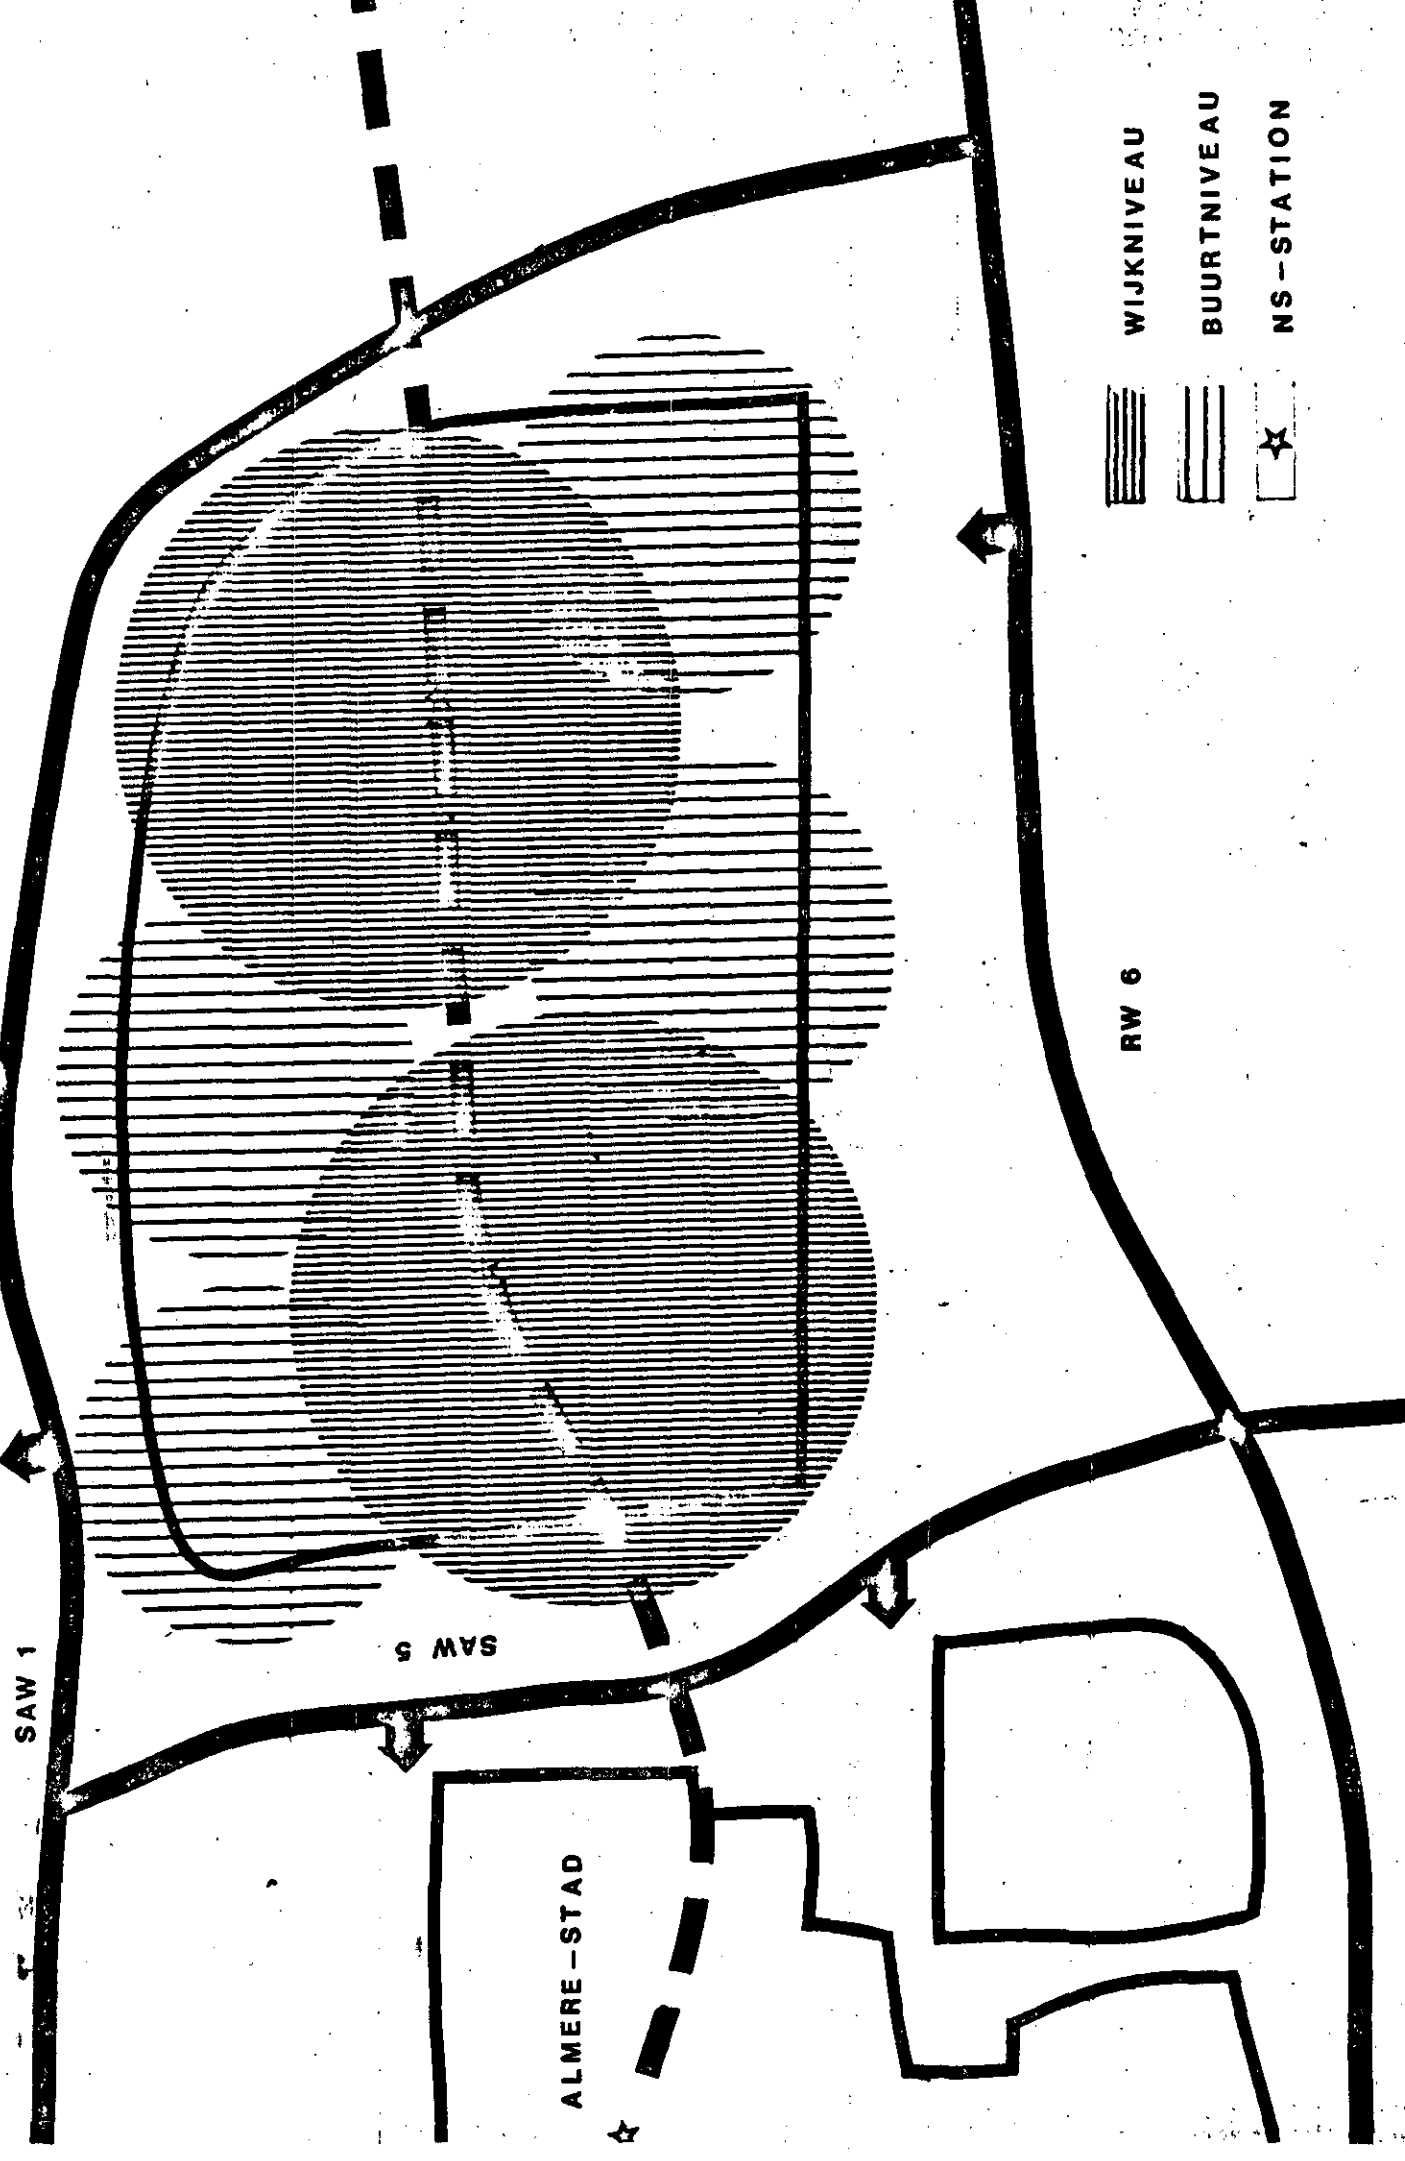 SAW 1
SAW 5
ALMERE–STAD
RW 6
WIJKNIVEAU
BUURTNIVEAU
NS–STATION